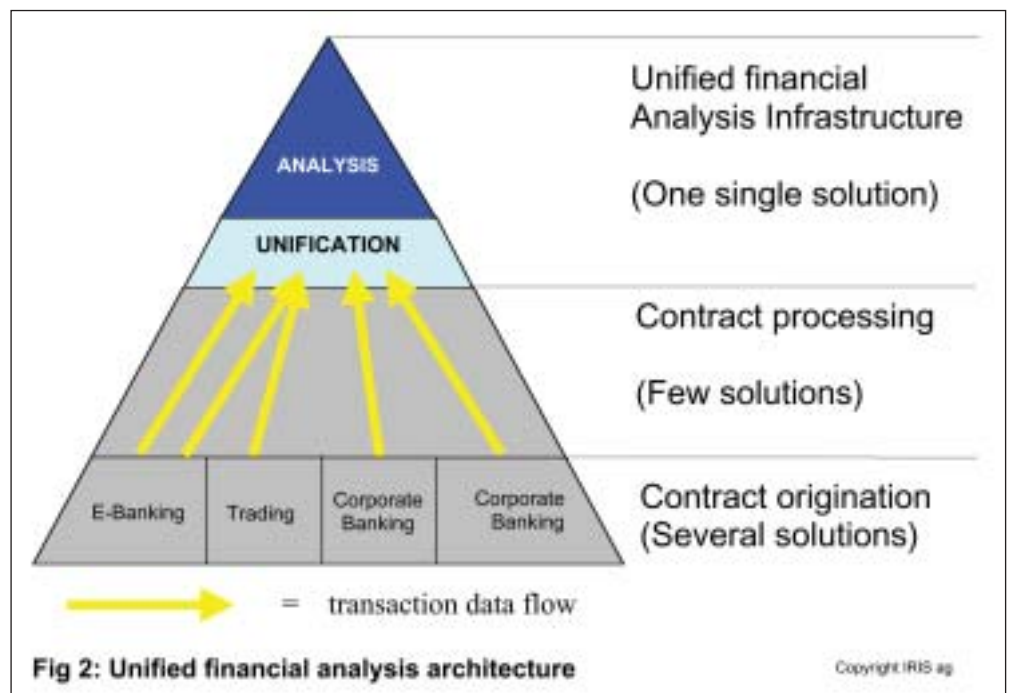 Unified financial
Analysis Infrastructure
(One single solution)
ANALYSIS
UNIFICATION
Contract processing
(Few solutions)
E-Banking
Trading
Corporate
Banking
Corporate
Banking
Contract origination
(Several solutions)
= transaction data flow
Fig 2: Unified financial analysis architecture
Copyright IRIS ag